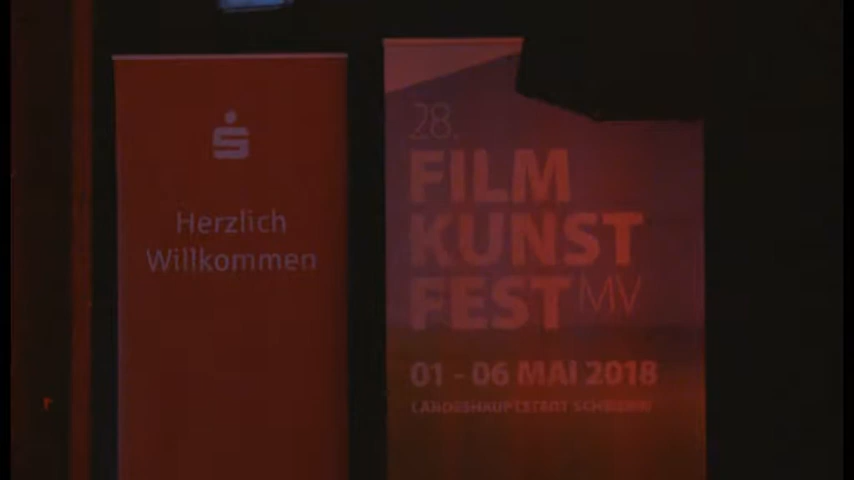 Herzlich
Willkommen
28.
FILM
KUNST
FEST MV
01 - 06 MAI 2018
LANDESHAUPTSTADT SCHWERIN